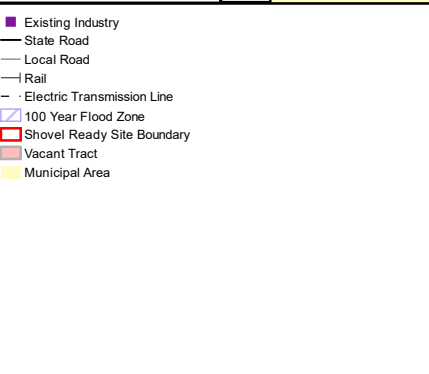 Existing Industry
State Road
Local Road
Rail
Electric Transmission Line
100 Year Flood Zone
Shovel Ready Site Boundary
Vacant Tract
Municipal Area